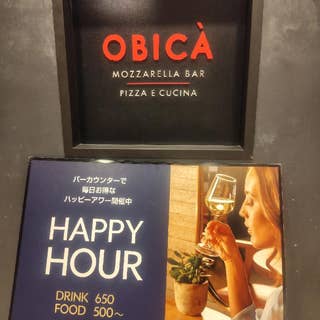 OBICÀ
MOZZARELLA BAR
PIZZA E CUCINA
バーカウンターで
毎日お得な
ハッピーアワー開催中
HAPPY
HOUR
DRINK 650
FOOD 500～